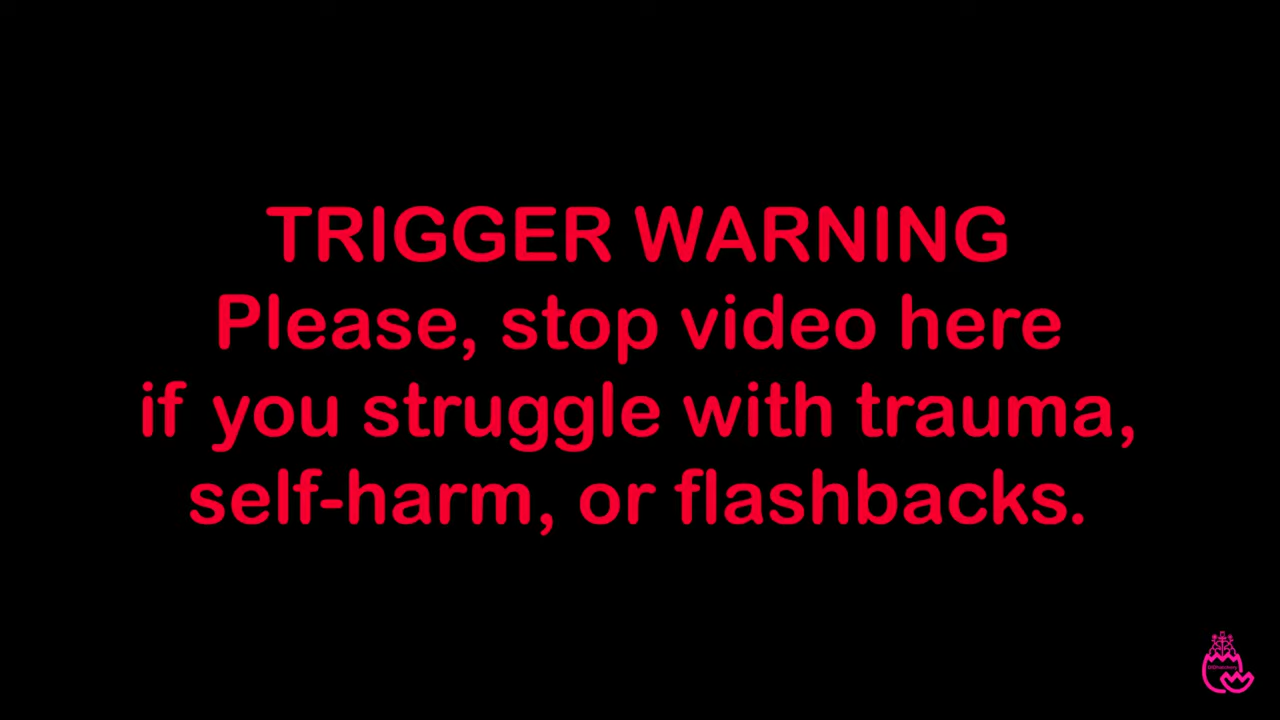 TRIGGER WARNING
Please, stop video here
if you struggle with trauma,
self-harm, or flashbacks.